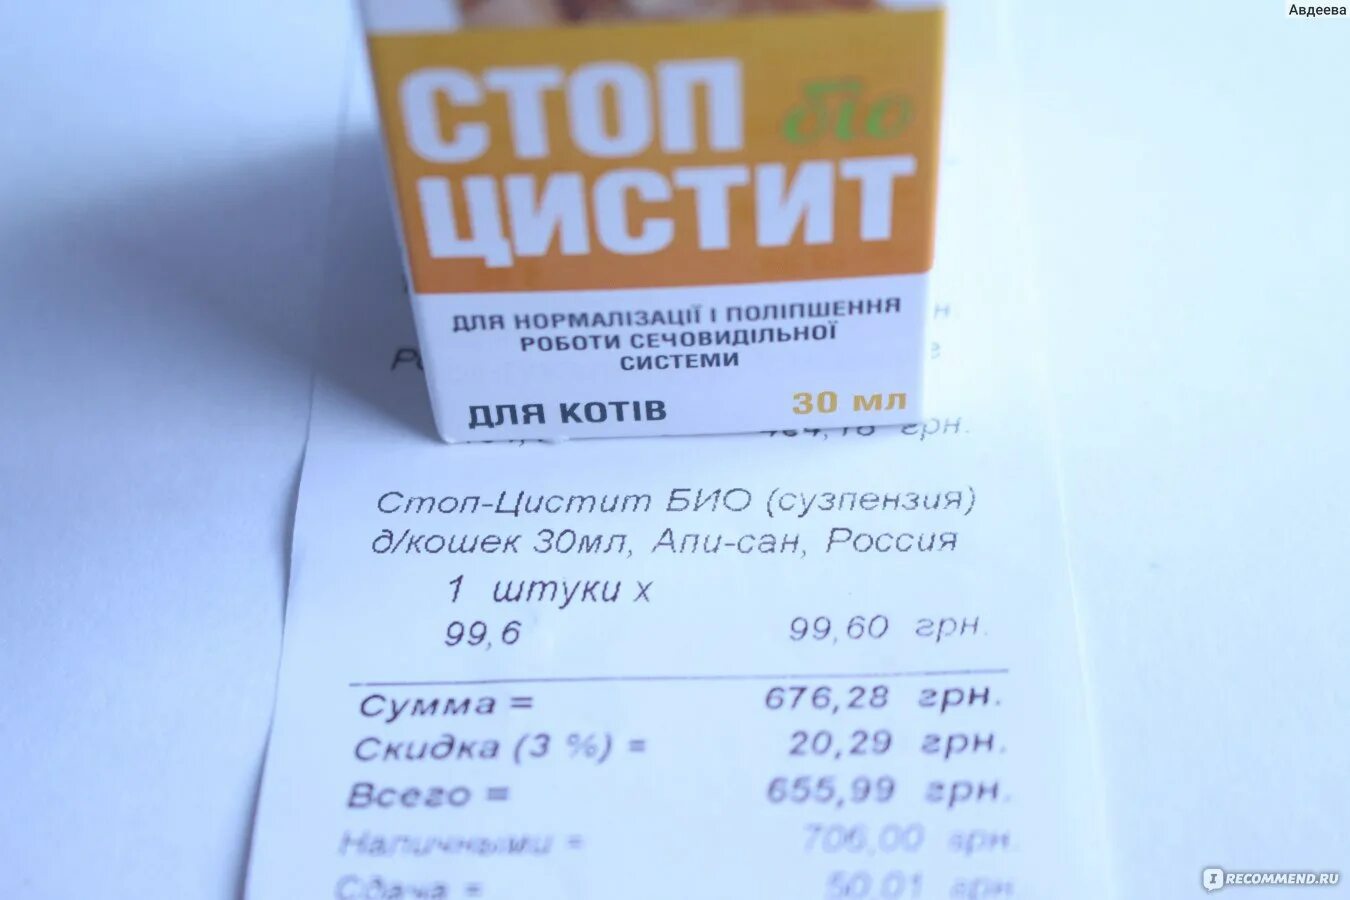 Авдеева
СТОП біо
ЦИСТИТ
ДЛЯ НОРМАЛІЗАЦІЇ І ПОЛІПШЕННЯ
РОБОТИ СЕЧОВИДІЛЬНОЇ
СИСТЕМИ
ДЛЯ КОТІВ 30 мл
грн.
Стоп-Цистит БИО (сузпензия)
д/кошек 30мл, Апи-сан, Россия
1 штуки х
99,6 99,60 грн.
Сумма = 676,28 грн.
Скидка (3 %) = 20,29 грн.
Всего = 655,99 грн.
Наличными = 706,00 грн.
Сдача = 50,01 грн
I RECOMMEND.RU